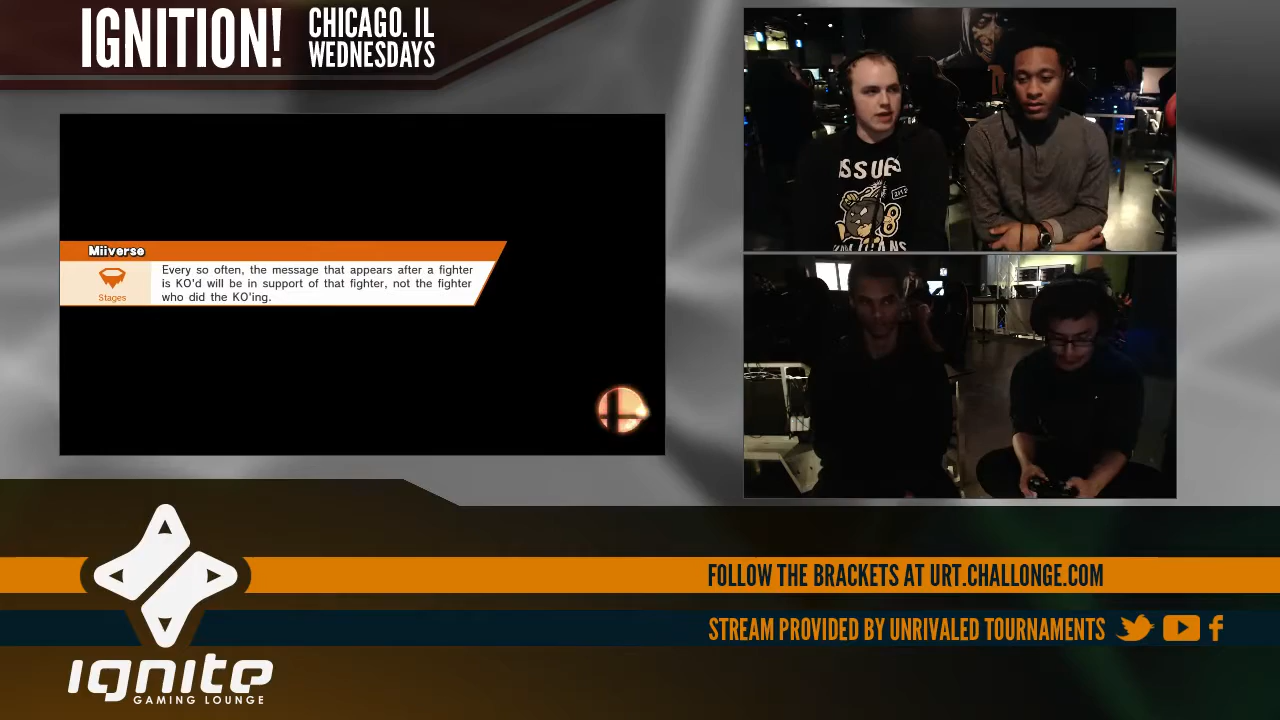 IGNITION!
CHICAGO. IL
WEDNESDAYS
Miiverse
Stages
Every so often, the message that appears after a fighter
is KO'd will be in support of that fighter, not the fighter
who did the KO'ing.
ISSUES
FOLLOW THE BRACKETS AT URT.CHALLONGE.COM
STREAM PROVIDED BY UNRIVALED TOURNAMENTS
ignite
GAMING LOUNGE